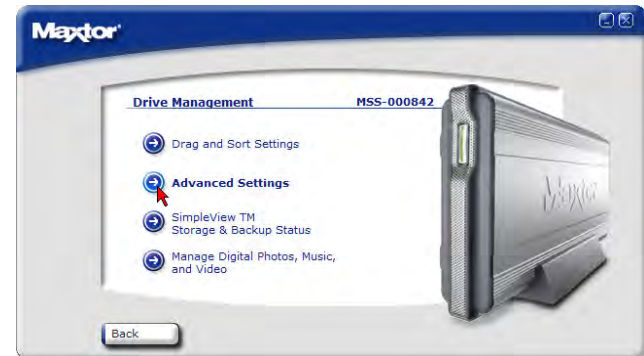 Maxtor
Drive Management MSS-000842
Drag and Sort Settings
Advanced Settings
SimpleView TM
Storage & Backup Status
Manage Digital Photos, Music,
and Video
Maxtor
Back